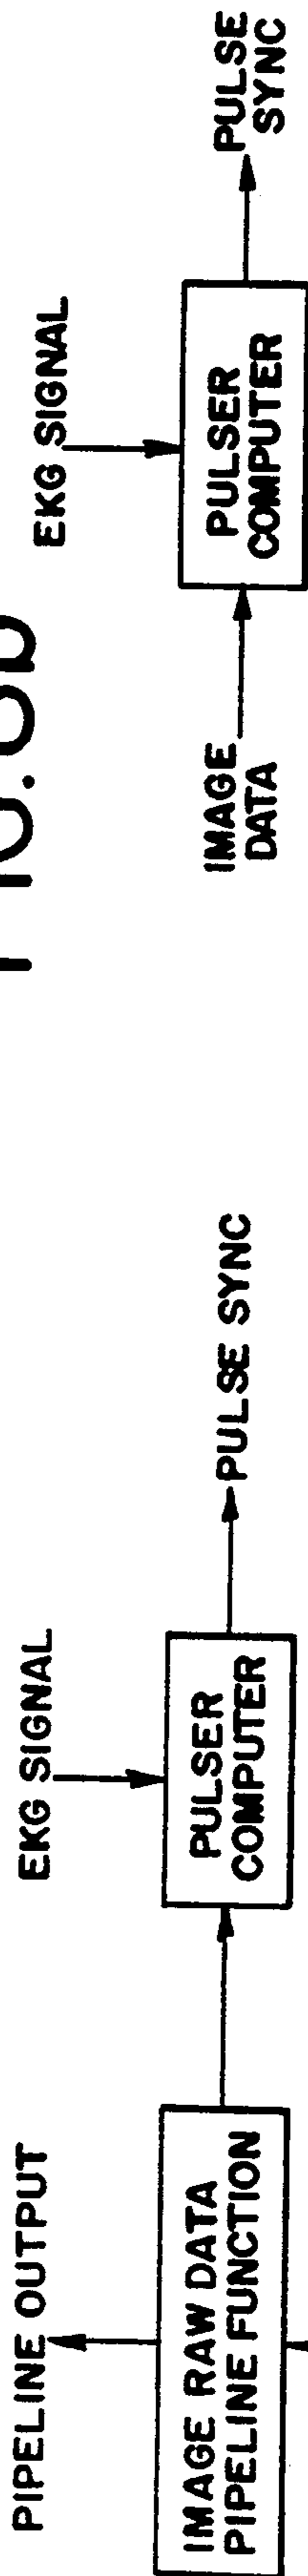 PIPELINE OUTPUT
IMAGE RAW DATA
PIPELINE FUNCTION
EKG SIGNAL
PULSER
COMPUTER
PULSE SYNC
EKG SIGNAL
IMAGE
DATA
PULSER
COMPUTER
PULSE
SYNC